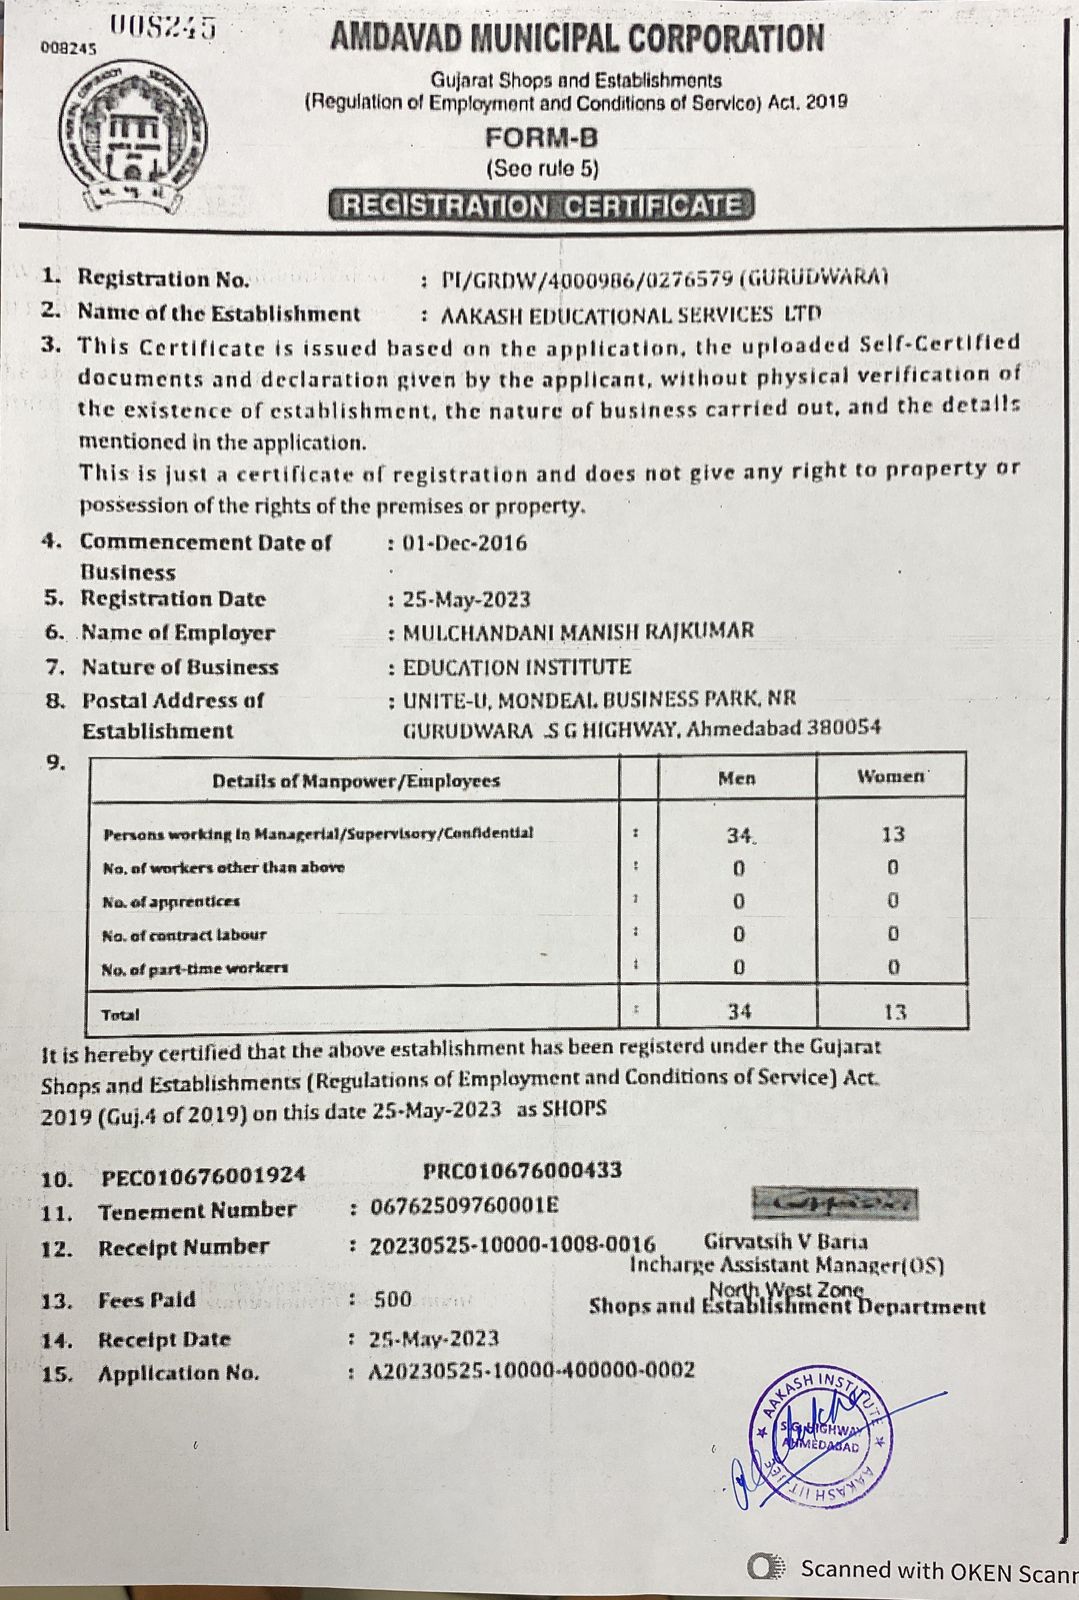 008245
008245
AMDAVAD MUNICIPAL CORPORATION
Gujarat Shops and Establishments
(Regulation of Employment and Conditions of Service) Act. 2019
FORM-B
(See rule 5)
REGISTRATION CERTIFICATE
1. Registration No. : PI/GRDW/4000986/0276579 (GURUDWARA)
2. Name of the Establishment : AAKASH EDUCATIONAL SERVICES LTD
3. This Certificate is issued based on the application, the uploaded Self-Certified
documents and declaration given by the applicant, without physical verification of
the existence of establishment, the nature of business carried out, and the details
mentioned in the application.
This is just a certificate of registration and does not give any right to property or
possession of the rights of the premises or property.
4. Commencement Date of : 01-Dec-2016
Business
5. Registration Date : 25-May-2023
6. Name of Employer : MULCHANDANI MANISH RAJKUMAR
7. Nature of Business : EDUCATION INSTITUTE
8. Postal Address of : UNITE-U, MONDEAL BUSINESS PARK, NR
Establishment GURUDWARA .S G HIGHWAY, Ahmedabad 380054
9.
Details of Manpower/Employees Men Women
Persons working in Managerial/Supervisory/Confidential : 34 13
No. of workers other than above : 0 0
No. of apprentices : 0 0
No. of contract labour : 0 0
No. of part-time workers : 0 0
Total : 34 13
It is hereby certified that the above establishment has been registerd under the Gujarat
Shops and Establishments (Regulations of Employment and Conditions of Service) Act.
2019 (Guj.4 of 2019) on this date 25-May-2023 as SHOPS
10. PEC010676001924 PRC010676000433
11. Tenement Number : 06762509760001E
12. Receipt Number : 20230525-10000-1008-0016
Girvatsih V Baria
Incharge Assistant Manager(OS)
North West Zone
Shops and Establishment Department
13. Fees Paid : 500
14. Receipt Date : 25-May-2023
15. Application No. : A20230525-10000-400000-0002
AAKASH INSTITUTE
S.G. HIGHWAY
AHMEDABAD
AAKASH IIT-JEE
Scanned with OKEN Scann